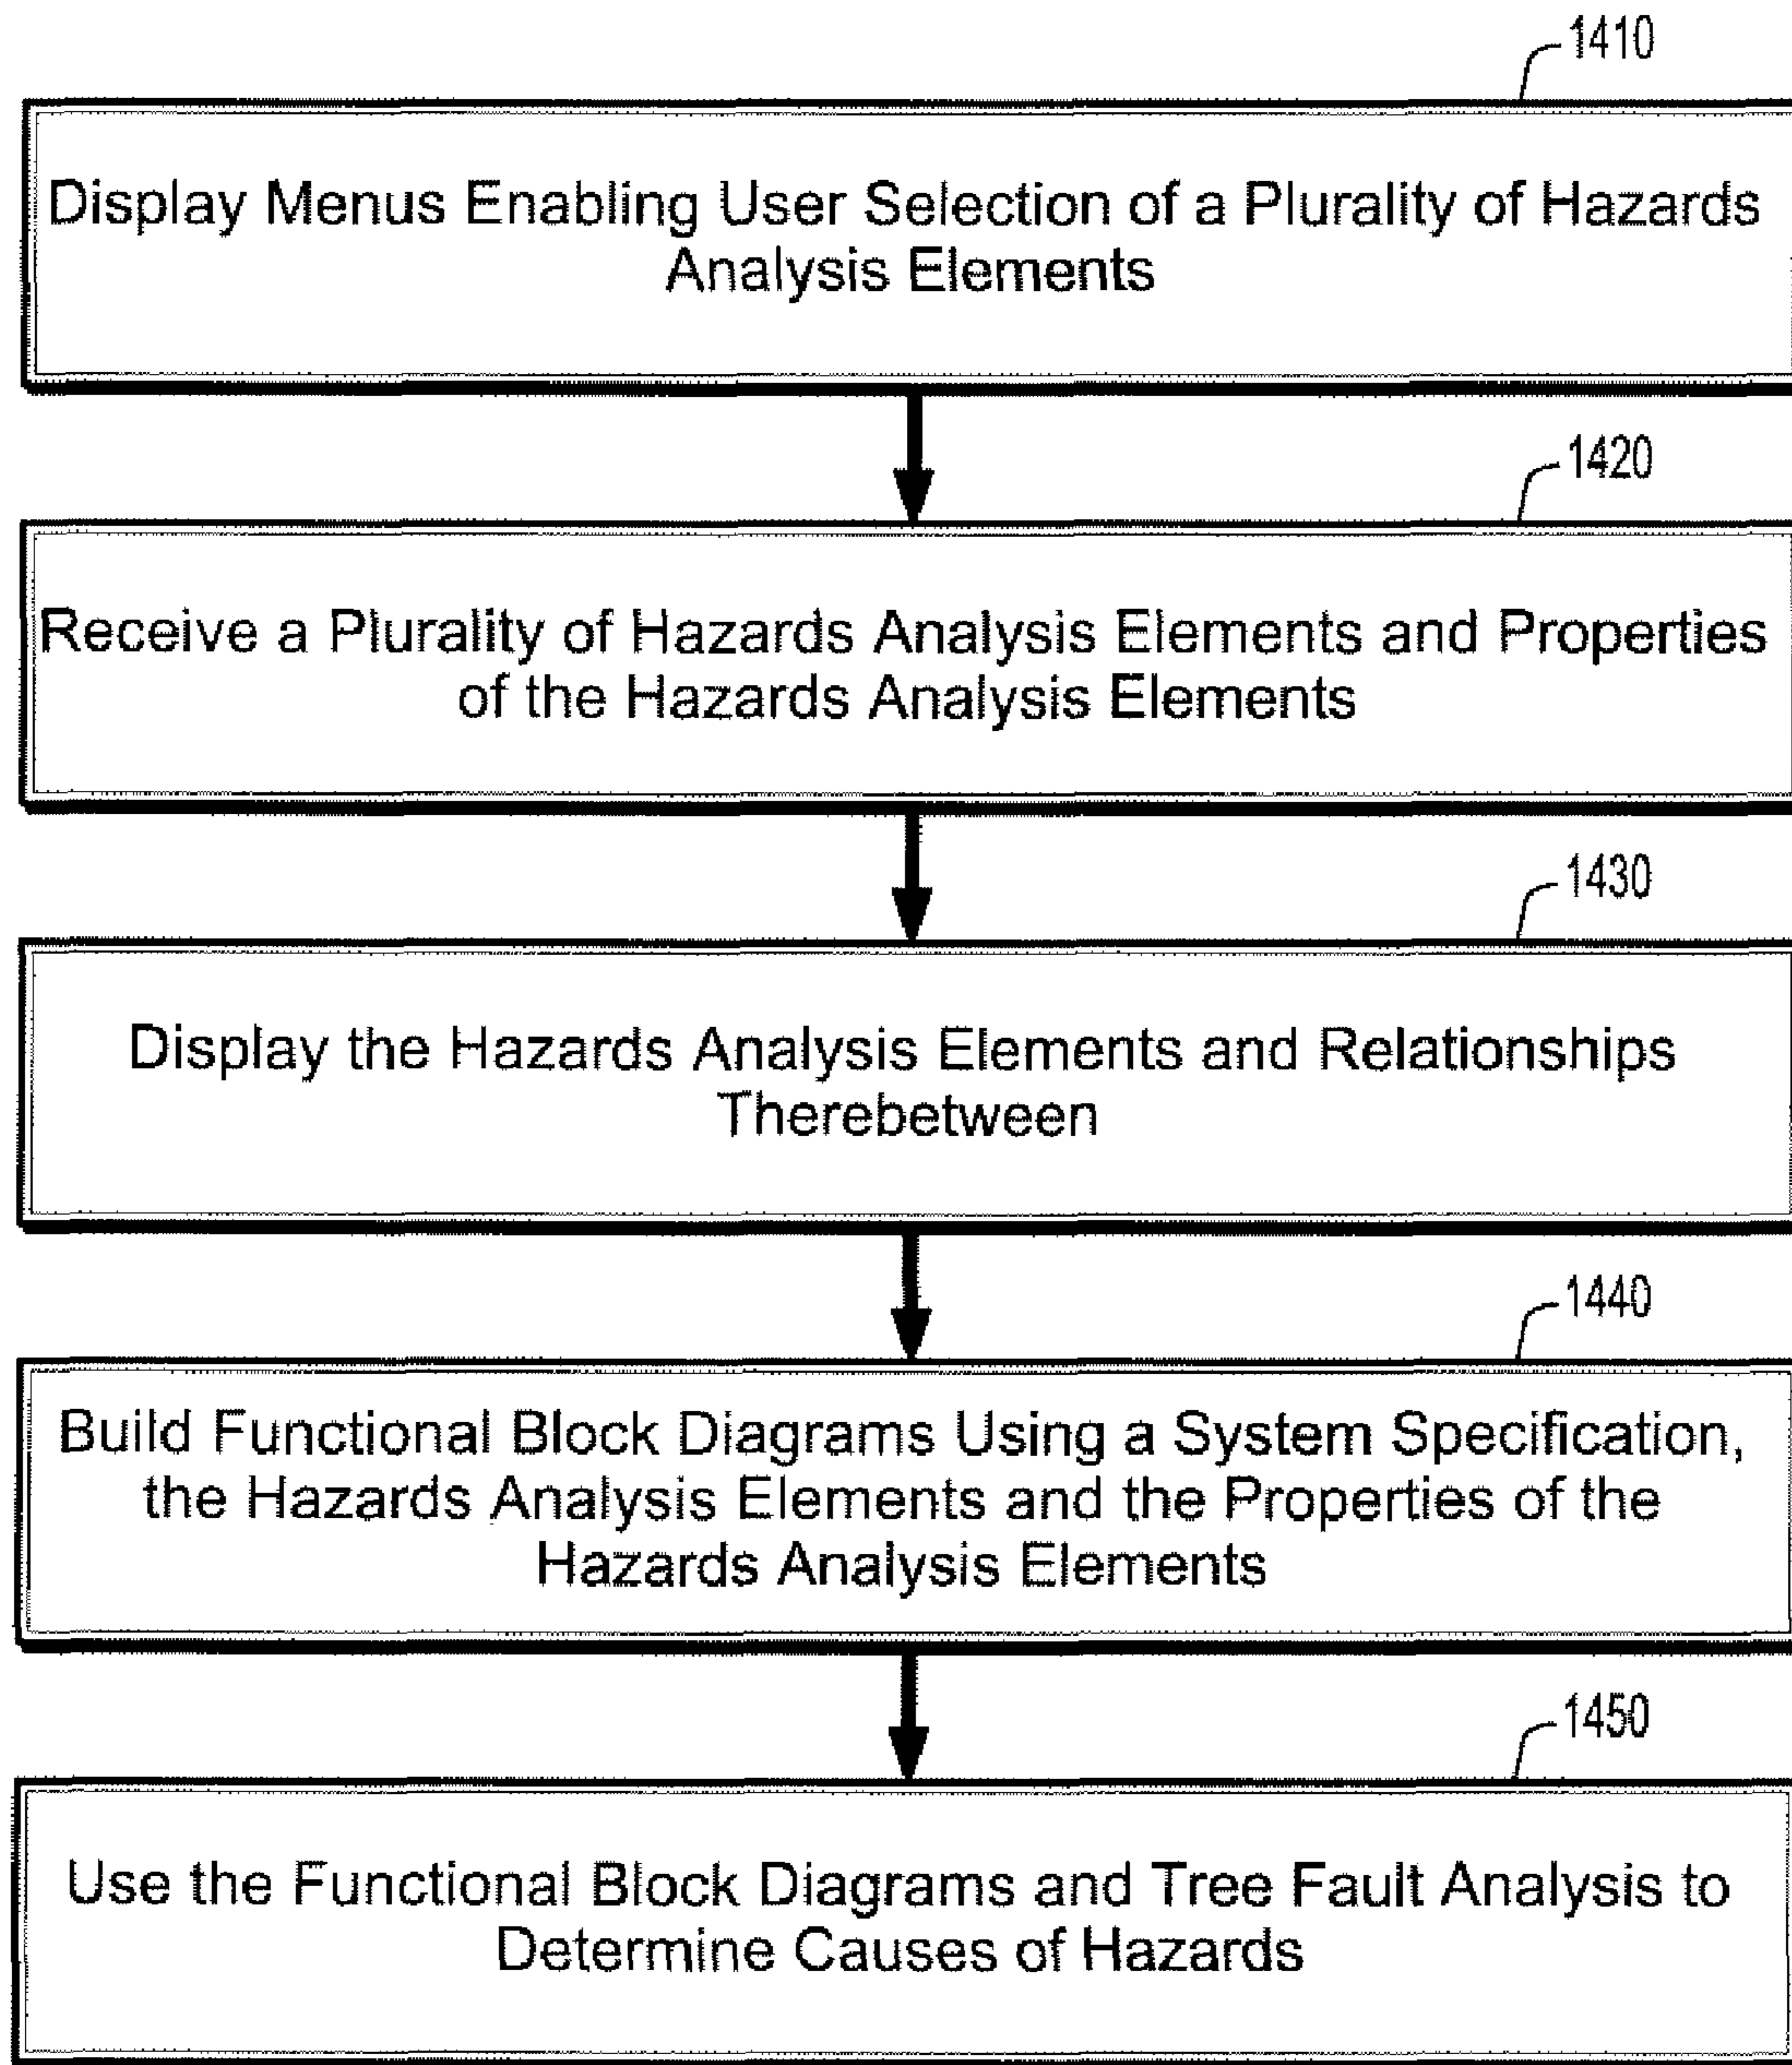 1410
Display Menus Enabling User Selection of a Plurality of Hazards
Analysis Elements
1420
Receive a Plurality of Hazards Analysis Elements and Properties
of the Hazards Analysis Elements
1430
Display the Hazards Analysis Elements and Relationships
Therebetween
1440
Build Functional Block Diagrams Using a System Specification,
the Hazards Analysis Elements and the Properties of the
Hazards Analysis Elements
1450
Use the Functional Block Diagrams and Tree Fault Analysis to
Determine Causes of Hazards